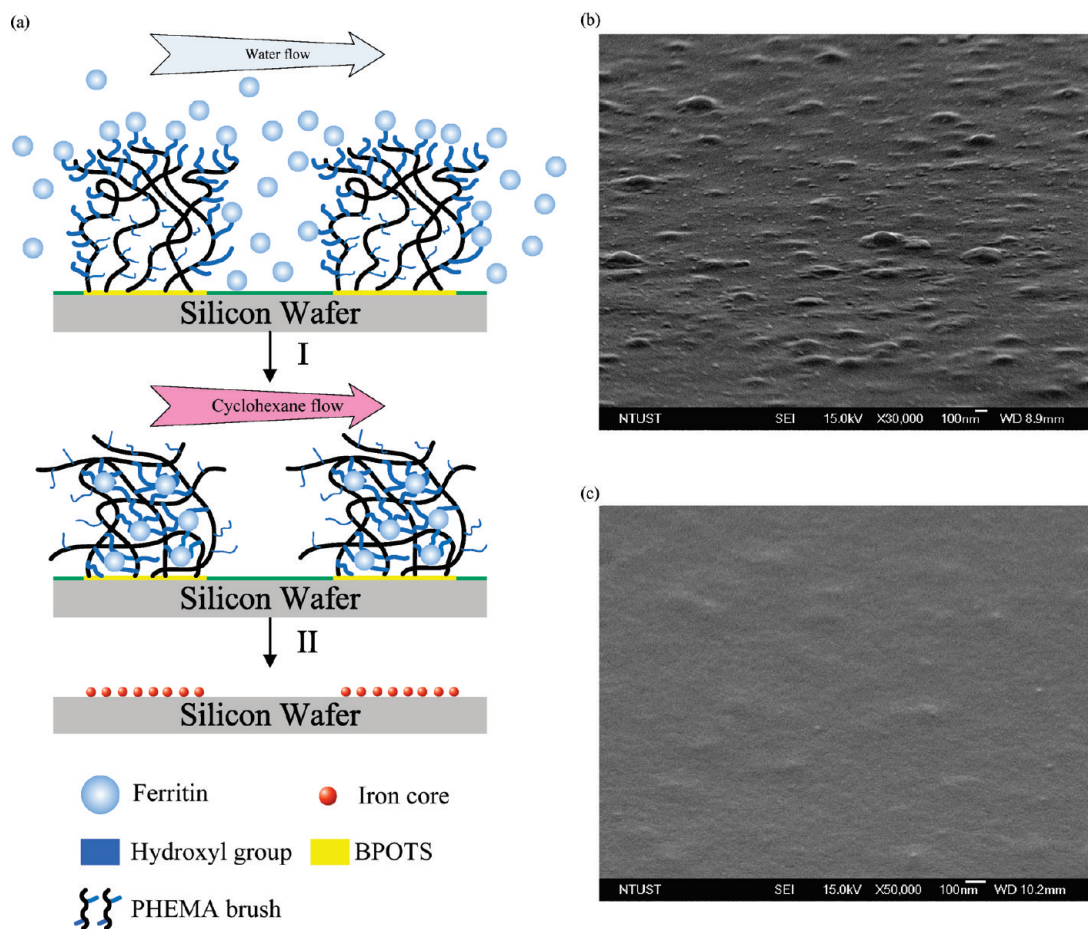 (a)
Water flow
Silicon Wafer
I
Cyclohexane flow
Silicon Wafer
II
Silicon Wafer
Ferritin
Iron core
Hydroxyl group
BPOTS
PHEMA brush
(b)
NTUST SEI 15.0kV X30,000 100nm WD 8.9mm
(c)
NTUST SEI 15.0kV X50,000 100nm WD 10.2mm